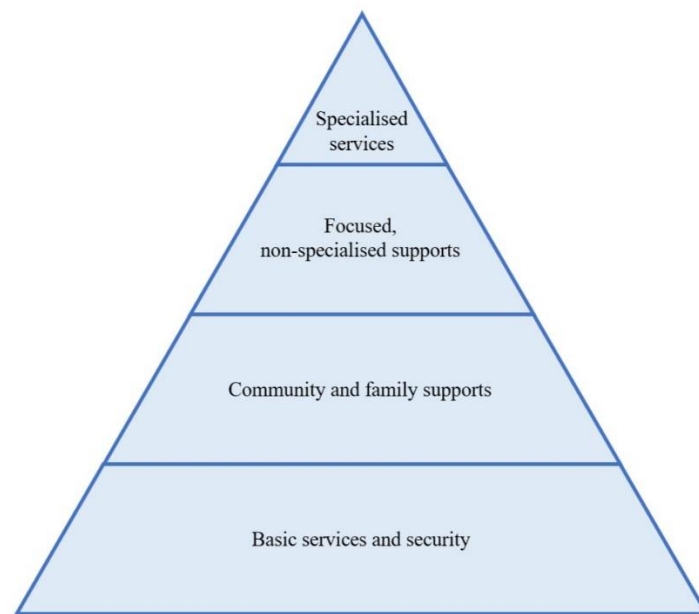 Specialised
services
Focused,
non-specialised supports
Community and family supports
Basic services and security